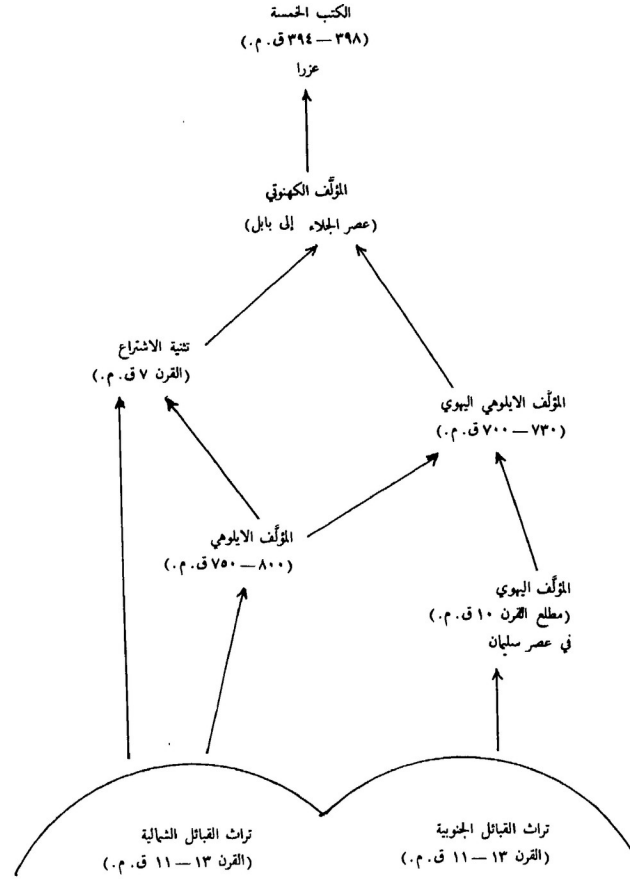 الكتب الخمسة
(٣٩٨ — ٣٩٤ ق.م.)
عزرا
المؤلَّف الكهنوتي
(عصر الجلاء إلى بابل)
تثنية الاشتراع
(القرن ٧ ق.م.)
المؤلَّف الايلوهي اليهوي
(٧٣٠ — ٧٠٠ ق.م.)
المؤلَّف الايلوهي
(٨٠٠ — ٧٥٠ ق.م.)
المؤلَّف اليهوي
(مطلع القرن ١٠ ق.م.)
في عصر سليمان
تراث القبائل الجنوبية
(القرن ١٣ — ١١ ق.م.)
تراث القبائل الشمالية
(القرن ١٣ — ١١ ق.م.)